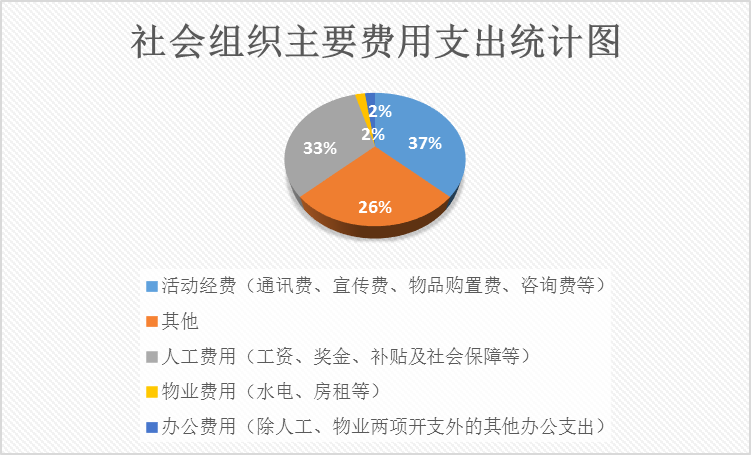 社会组织主要费用支出统计图
2%
2%
37%
33%
26%
活动经费（通讯费、宣传费、物品购置费、咨询费等）
其他
人工费用（工资、奖金、补贴及社会保障等）
物业费用（水电、房租等）
办公费用（除人工、物业两项开支外的其他办公支出）